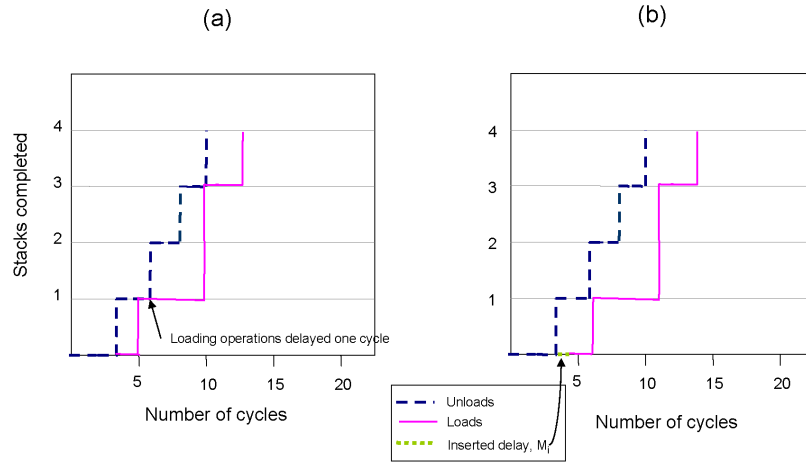 (a)
(b)
Stacks completed
4
3
2
1
Loading operations delayed one cycle
5
10
15
20
Number of cycles
4
3
2
1
5
10
15
20
Number of cycles
Unloads
Loads
Inserted delay, Mi